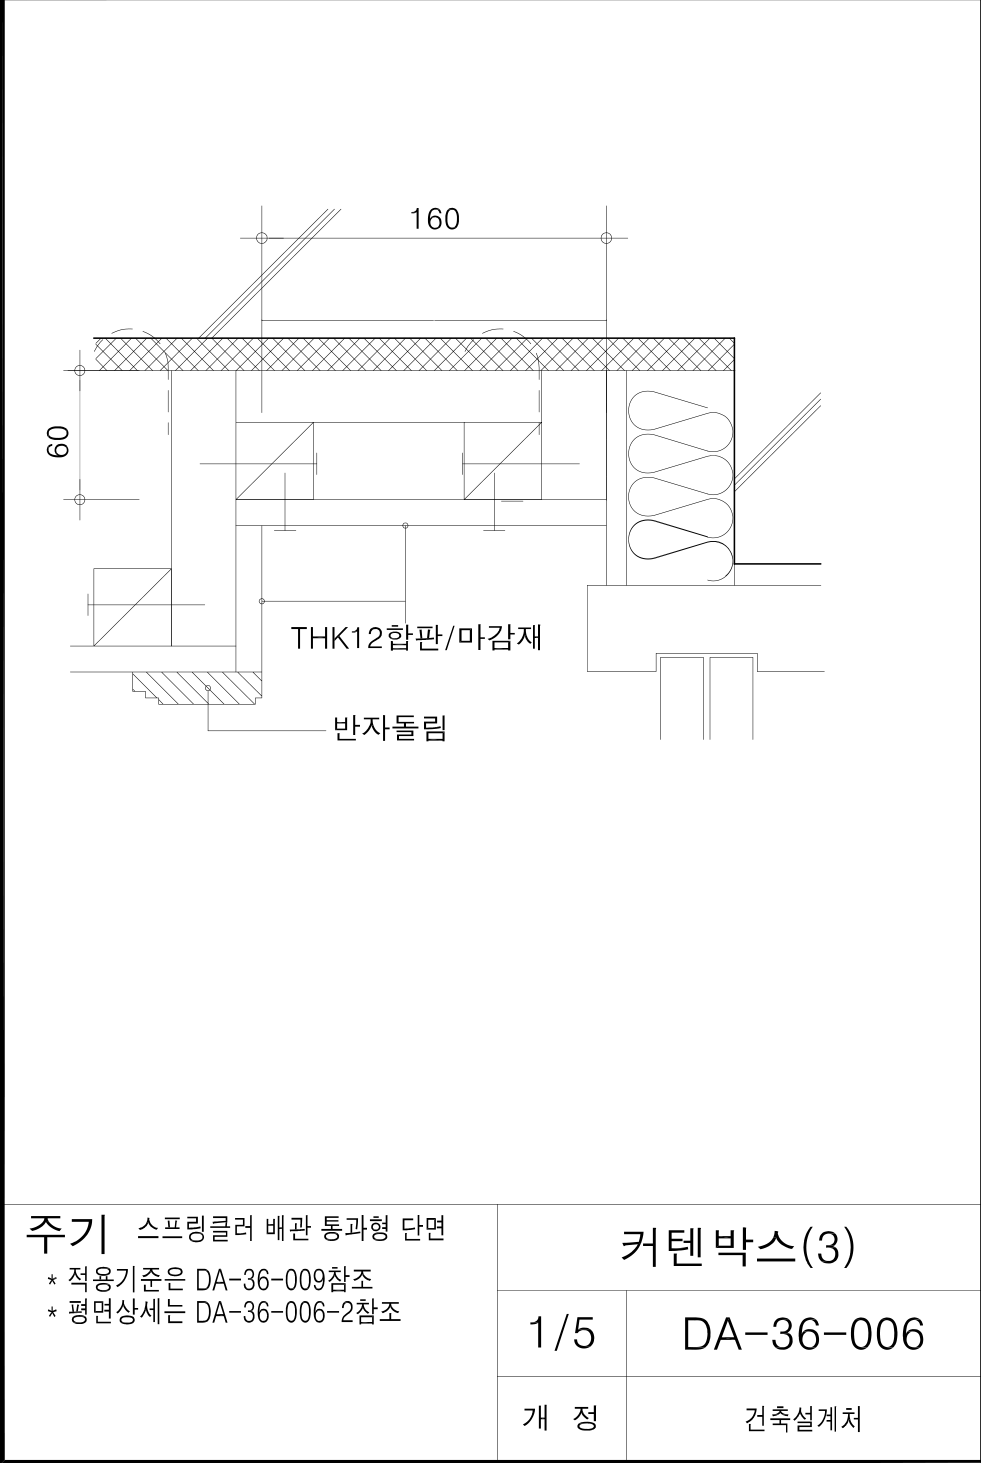 160
60
THK12합판/마감재
반자돌림
주기 스프링클러 배관 통과형 단면
* 적용기준은 DA-36-009참조
* 평면상세는 DA-36-006-2참조
커텐박스(3)
1/5 DA-36-006
개 정 건축설계처